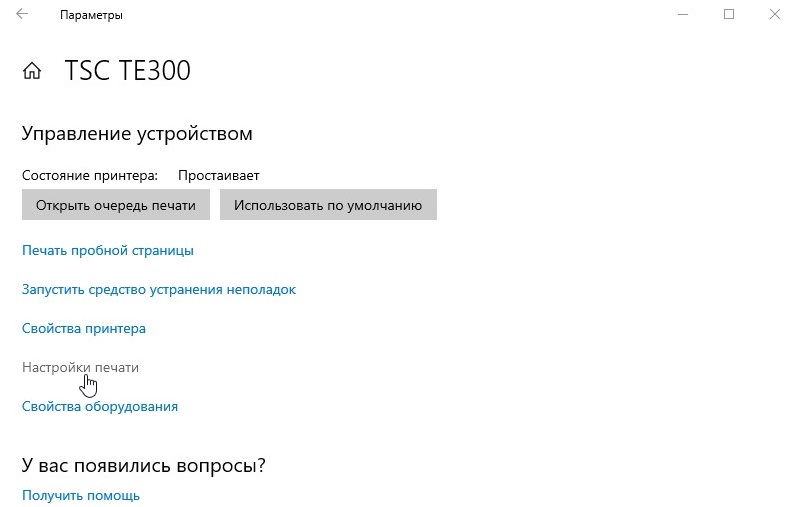 Параметры
TSC TE300
Управление устройством
Состояние принтера: Простаивает
Открыть очередь печати Использовать по умолчанию
Печать пробной страницы
Запустить средство устранения неполадок
Свойства принтера
Настройки печати
Свойства оборудования
У вас появились вопросы?
Получить помощь